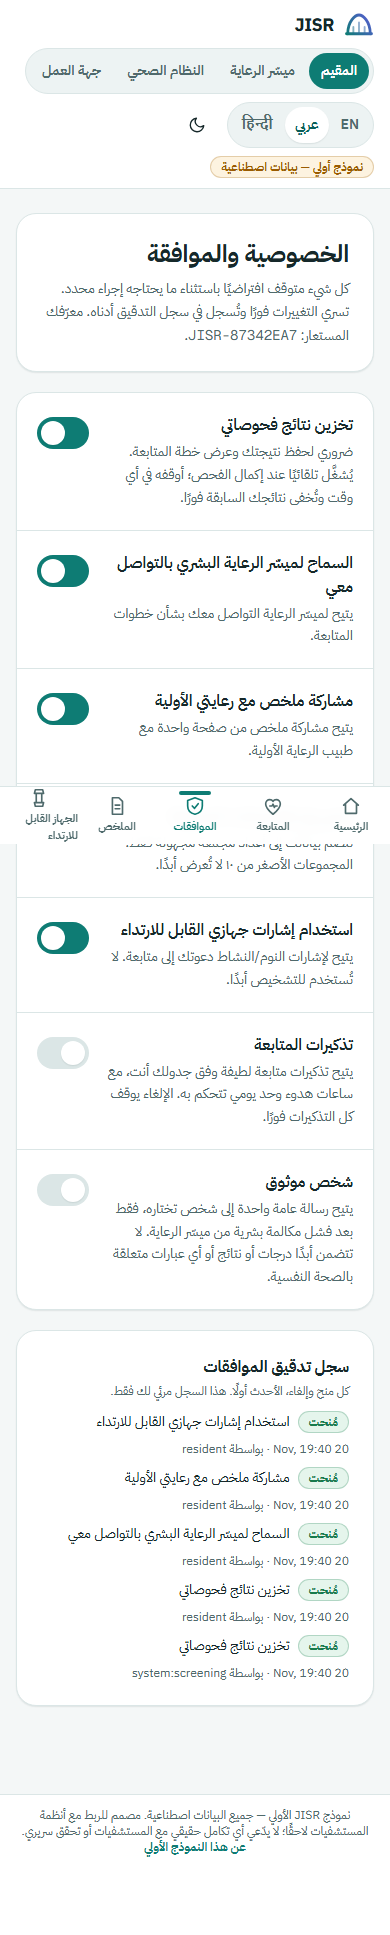 JISR
المقيم
ميسّر الرعاية
النظام الصحي
جهة العمل
EN
عربي
हिन्दी
نموذج أولي — بيانات اصطناعية
الخصوصية والموافقة
كل شيء متوقف افتراضيًا باستثناء ما يحتاجه إجراء محدد.
تسري التغييرات فورًا وتُسجل في سجل التدقيق أدناه. معرّفك
المستعار: JISR-87342EA7.
تخزين نتائج فحوصاتي
ضروري لحفظ نتيجتك وعرض خطة المتابعة.
يُشغَّل تلقائيًا عند إكمال الفحص؛ أوقفه في أي
وقت وتُخفى نتائجك السابقة فورًا.
السماح لميسّر الرعاية البشري بالتواصل
معي
يتيح لميسّر الرعاية التواصل معك بشأن خطوات
المتابعة.
مشاركة ملخص مع رعايتي الأولية
يتيح مشاركة ملخص من صفحة واحدة مع
طبيب الرعاية الأولية.
الرئيسية
المتابعة
الموافقات
الملخص
الجهاز القابل
للارتداء
المجموعات الأصغر من ١٠ لا تُعرض أبدًا.
استخدام إشارات جهازي القابل للارتداء
يتيح لإشارات النوم/النشاط دعوتك إلى متابعة. لا
تُستخدم للتشخيص أبدًا.
تذكيرات المتابعة
يتيح تذكيرات متابعة لطيفة وفق جدولك أنت، مع
ساعات هدوء وحد يومي تتحكم به. الإلغاء يوقف
كل التذكيرات فورًا.
شخص موثوق
يتيح رسالة عامة واحدة إلى شخص تختاره، فقط
بعد فشل مكالمة بشرية من ميسّر الرعاية. لا
تتضمن أبدًا درجات أو نتائج أو أي عبارات متعلقة
بالصحة النفسية.
سجل تدقيق الموافقات
كل منح وإلغاء، الأحدث أولًا. هذا السجل مرئي لك فقط.
مُنحت استخدام إشارات جهازي القابل للارتداء
20 Nov, 19:40 · بواسطة resident
مُنحت مشاركة ملخص مع رعايتي الأولية
20 Nov, 19:40 · بواسطة resident
مُنحت السماح لميسّر الرعاية البشري بالتواصل معي
20 Nov, 19:40 · بواسطة resident
مُنحت تخزين نتائج فحوصاتي
20 Nov, 19:40 · بواسطة resident
مُنحت تخزين نتائج فحوصاتي
20 Nov, 19:40 · بواسطة system:screening
نموذج JISR الأولي — جميع البيانات اصطناعية. مصمم للربط مع أنظمة
المستشفيات لاحقًا؛ لا يدّعي أي تكامل حقيقي مع المستشفيات أو تحقق سريري.
عن هذا النموذج الأولي